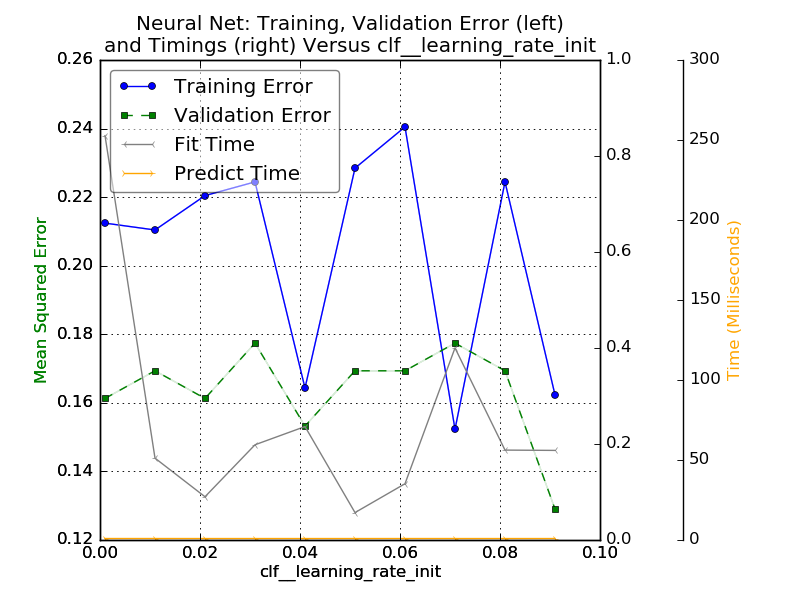 Neural Net: Training, Validation Error (left)
and Timings (right) Versus clf__learning_rate_init
Training Error
Validation Error
Fit Time
Predict Time
Mean Squared Error
0.26
0.24
0.22
0.20
0.18
0.16
0.14
0.12
0.00 0.02 0.04 0.06 0.08 0.10
clf__learning_rate_init
1.0
0.8
0.6
0.4
0.2
0.0
300
250
200
150
100
50
0
Time (Milliseconds)